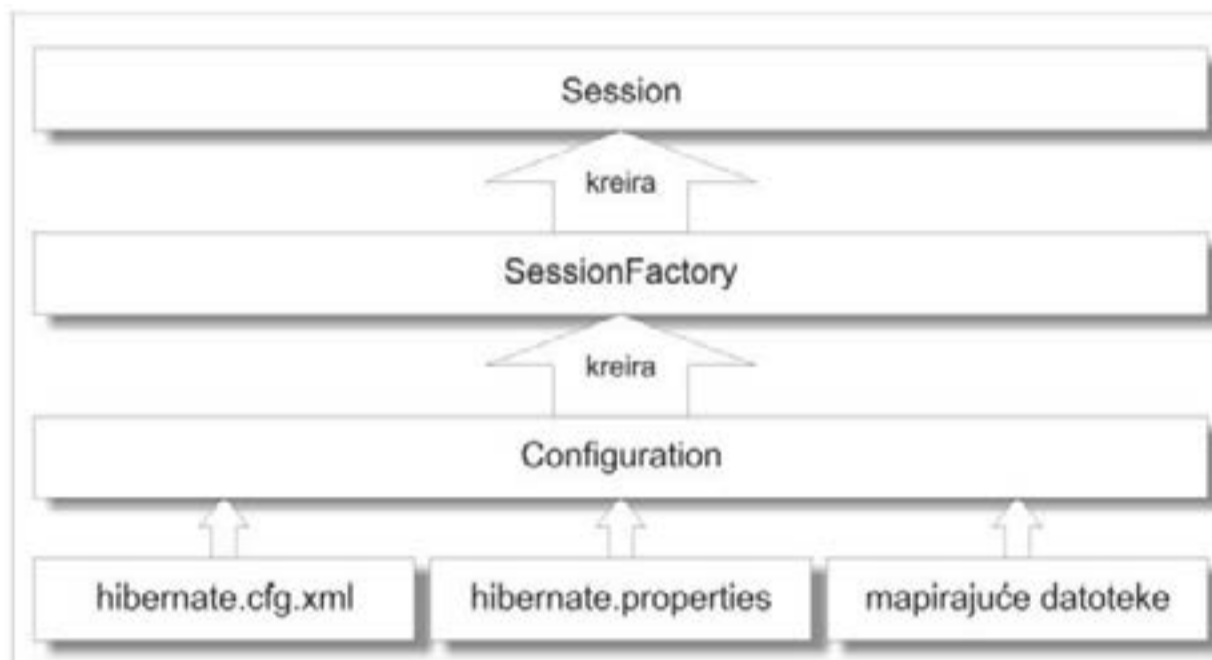 Session
kreira
SessionFactory
kreira
Configuration
hibernate.cfg.xml
hibernate.properties
mapirajuće datoteke